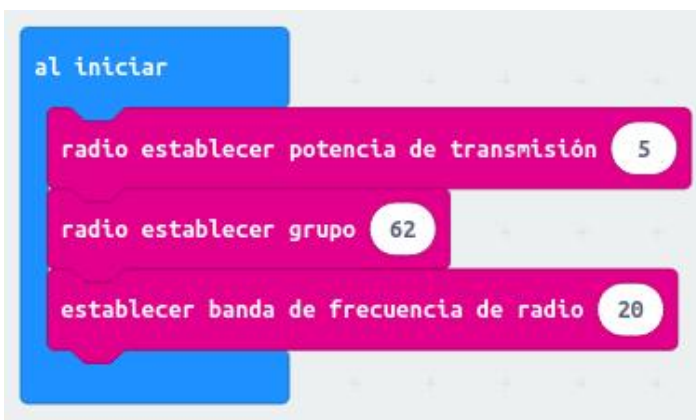 al iniciar
radio establecer potencia de transmisión 5
radio establecer grupo 62
establecer banda de frecuencia de radio 20